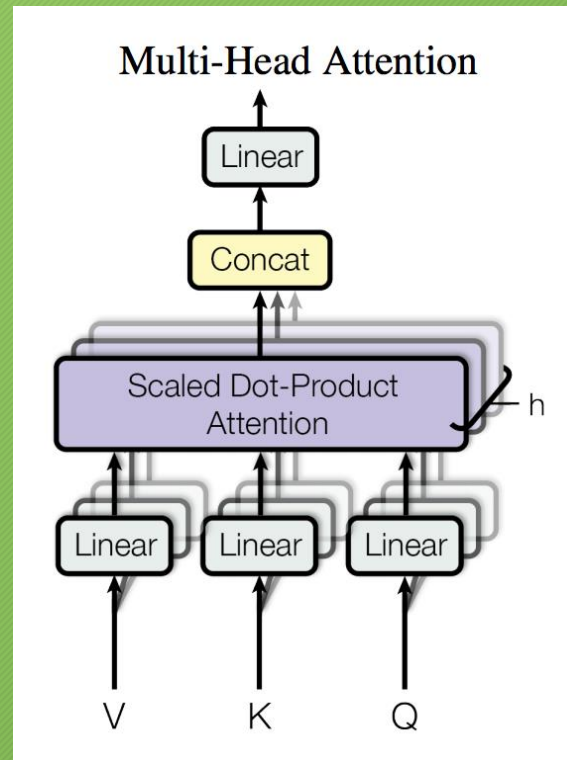 Multi-Head Attention
Linear
Concat
Scaled Dot-Product
Attention
h
Linear
Linear
Linear
V
K
Q